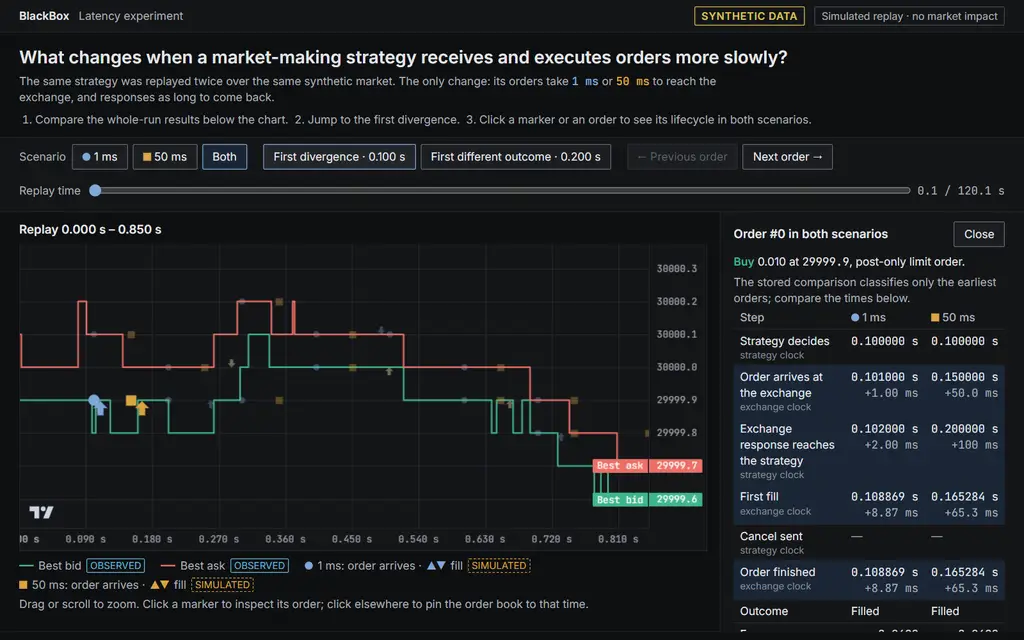 BlackBox Latency experiment
SYNTHETIC DATA
Simulated replay · no market impact
What changes when a market-making strategy receives and executes orders more slowly?
The same strategy was replayed twice over the same synthetic market. The only change: its orders take 1 ms or 50 ms to reach the
exchange, and responses as long to come back.
1. Compare the whole-run results below the chart. 2. Jump to the first divergence. 3. Click a marker or an order to see its lifecycle in both scenarios.
Scenario 1 ms 50 ms Both First divergence · 0.100 s First different outcome · 0.200 s ← Previous order Next order →
Replay time 0.1 / 120.1 s
Replay 0.000 s – 0.850 s
30000.3
30000.2
30000.1
30000.0
29999.9
29999.8
Best ask 29999.7
Best bid 29999.6
0 s 0.090 s 0.180 s 0.270 s 0.360 s 0.450 s 0.540 s 0.630 s 0.720 s 0.810 s
Best bid OBSERVED Best ask OBSERVED 1 ms: order arrives · ▲▼ fill SIMULATED
50 ms: order arrives · ▲▼ fill SIMULATED
Drag or scroll to zoom. Click a marker to inspect its order; click elsewhere to pin the order book to that time.
Order #0 in both scenarios
Close
Buy 0.010 at 29999.9, post-only limit order.
The stored comparison classifies only the earliest
orders; compare the times below.
Step 1 ms 50 ms
Strategy decides 0.100000 s 0.100000 s
strategy clock
Order arrives at 0.101000 s 0.150000 s
the exchange +1.00 ms +50.0 ms
exchange clock
Exchange 0.102000 s 0.200000 s
response reaches +2.00 ms +100 ms
the strategy
strategy clock
First fill 0.108869 s 0.165284 s
exchange clock +8.87 ms +65.3 ms
Cancel sent — —
strategy clock
Order finished 0.108869 s 0.165284 s
exchange clock +8.87 ms +65.3 ms
Outcome Filled Filled